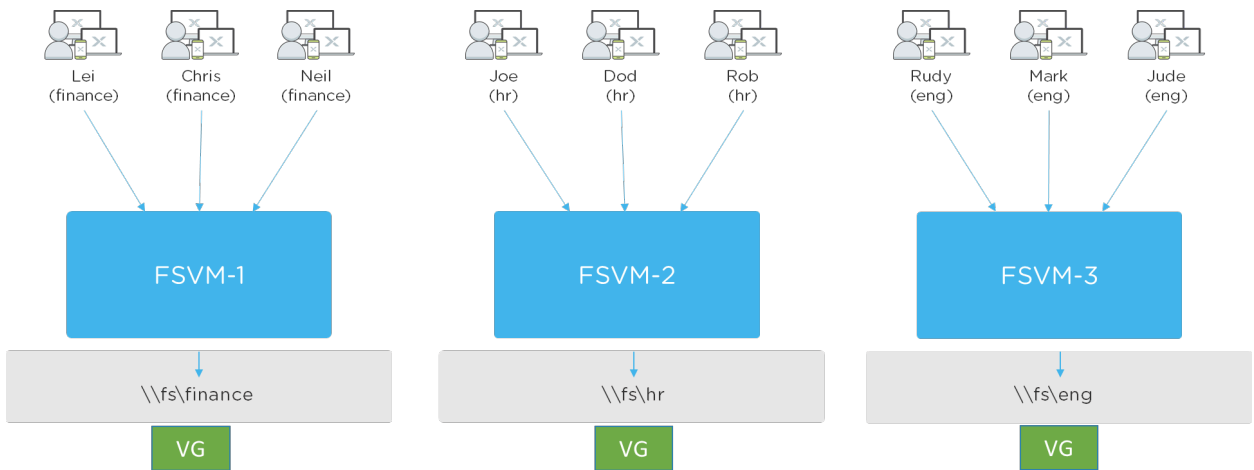 Lei
(finance)
Chris
(finance)
Neil
(finance)
Joe
(hr)
Dod
(hr)
Rob
(hr)
Rudy
(eng)
Mark
(eng)
Jude
(eng)
FSVM-1
FSVM-2
FSVM-3
\\fs\finance
\\fs\hr
\\fs\eng
VG
VG
VG